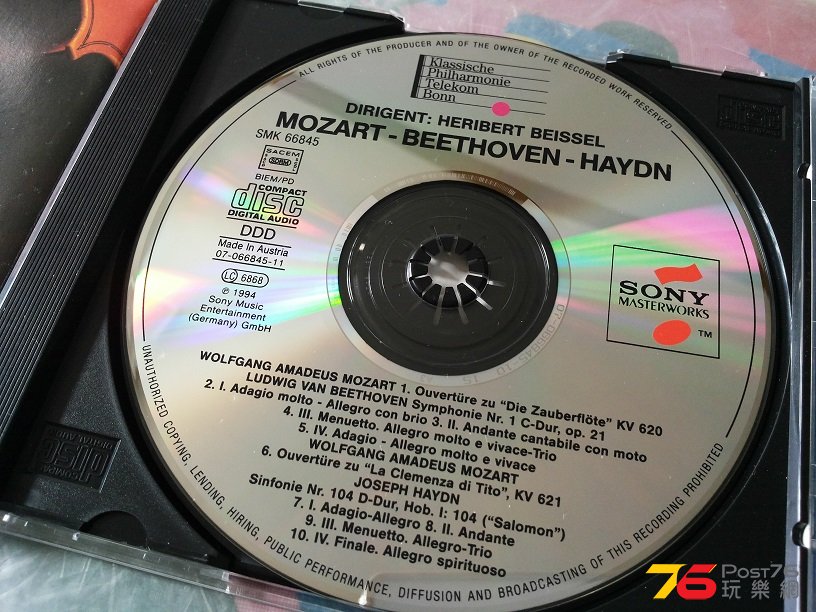 ALL RIGHTS OF THE PRODUCER AND OF THE OWNER OF THE RECORDED WORK RESERVED
Klassische
Philharmonie
Telekom
Bonn
DIRIGENT: HERIBERT BEISSEL
MOZART - BEETHOVEN - HAYDN
SMK 66845
SACEM
SDRM
BIEM/PD
COMPACT
disc
DIGITAL AUDIO
DDD
Made in Austria
07-066845-11
LC 6868
℗ 1994
Sony Music
Entertainment
(Germany) GmbH
SONY
MASTERWORKS
TM
WOLFGANG AMADEUS MOZART 1. Ouvertüre zu "Die Zauberflöte" KV 620
LUDWIG VAN BEETHOVEN Symphonie Nr. 1 C-Dur, op. 21
2. I. Adagio molto - Allegro con brio 3. II. Andante cantabile con moto
4. III. Menuetto. Allegro molto e vivace-Trio
5. IV. Adagio - Allegro molto e vivace
WOLFGANG AMADEUS MOZART
6. Ouvertüre zu "La Clemenza di Tito", KV 621
JOSEPH HAYDN
Sinfonie Nr. 104 D-Dur, Hob. I: 104 ("Salomon")
7. I. Adagio-Allegro 8. II. Andante
9. III. Menuetto. Allegro-Trio
10. IV. Finale. Allegro spirituoso
UNAUTHORIZED COPYING, LENDING, HIRING, PUBLIC PERFORMANCE, DIFFUSION AND BROADCASTING OF THIS RECORDING PROHIBITED
76 Post76
玩樂網